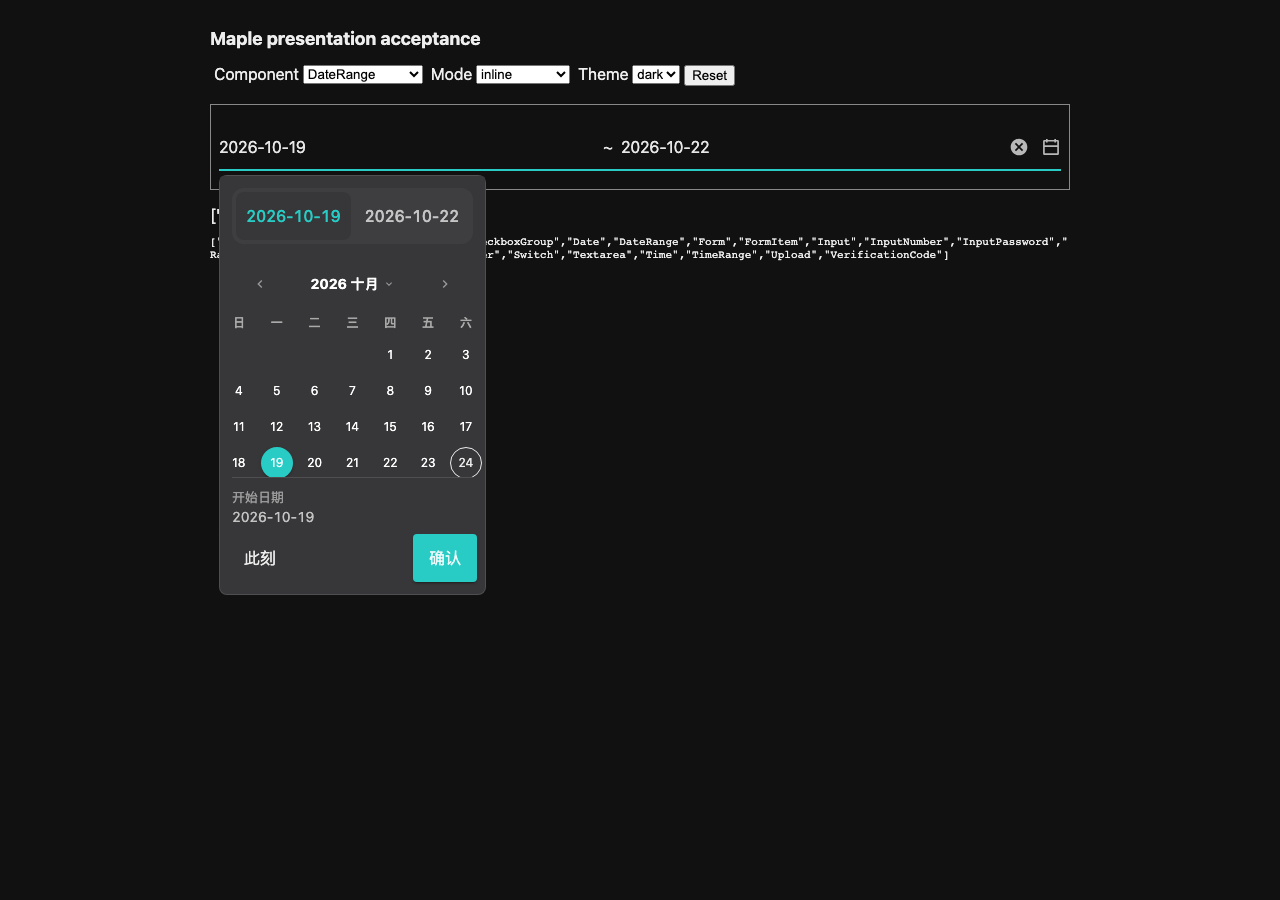 Maple presentation acceptance
Component DateRange Mode inline Theme dark Reset
2026-10-19 ~ 2026-10-22
["
2026-10-19 2026-10-22
["
eckboxGroup","Date","DateRange","Form","FormItem","Input","InputNumber","InputPassword","
Ra
er","Switch","Textarea","Time","TimeRange","Upload","VerificationCode"]
2026 十月
日 一 二 三 四 五 六
1 2 3
4 5 6 7 8 9 10
11 12 13 14 15 16 17
18 19 20 21 22 23 24
开始日期
2026-10-19
此刻 确认